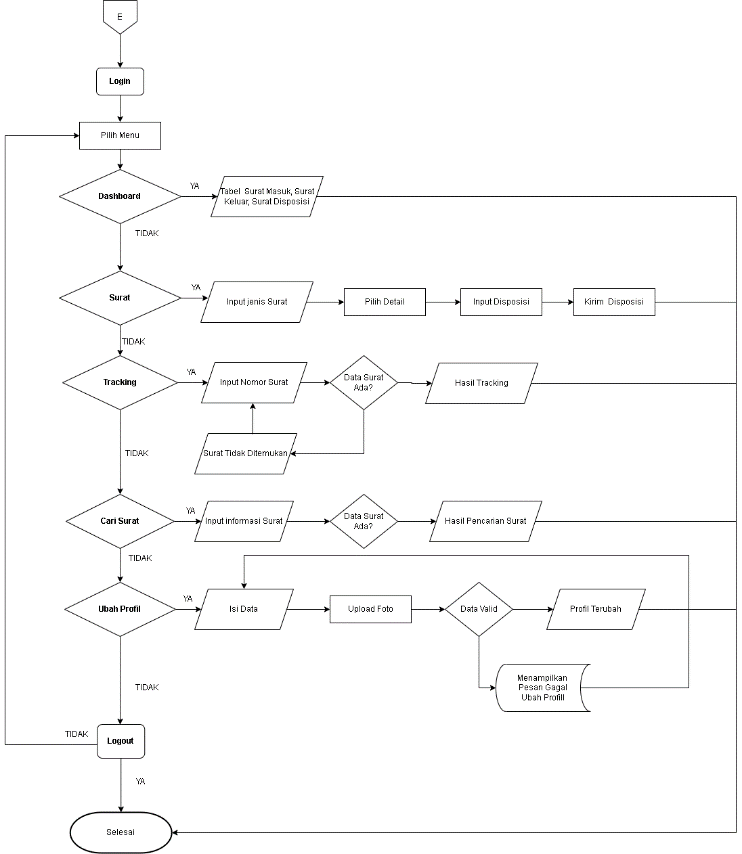 E
Login
Pilih Menu
Dashboard
YA
Tabel Surat Masuk, Surat
Keluar, Surat Disposisi
TIDAK
Surat
YA
Input jenis Surat
Pilih Detail
Input Disposisi
Kirim Disposisi
TIDAK
Tracking
YA
Input Nomor Surat
Data Surat
Ada?
Hasil Tracking
Surat Tidak Ditemukan
TIDAK
Cari Surat
YA
Input informasi Surat
Data Surat
Ada?
Hasil Pencarian Surat
TIDAK
Ubah Profil
YA
Isi Data
Upload Foto
Data Valid
Profil Terubah
Menampilkan
Pesan Gagal
Ubah Profill
TIDAK
Logout
TIDAK
YA
Selesai